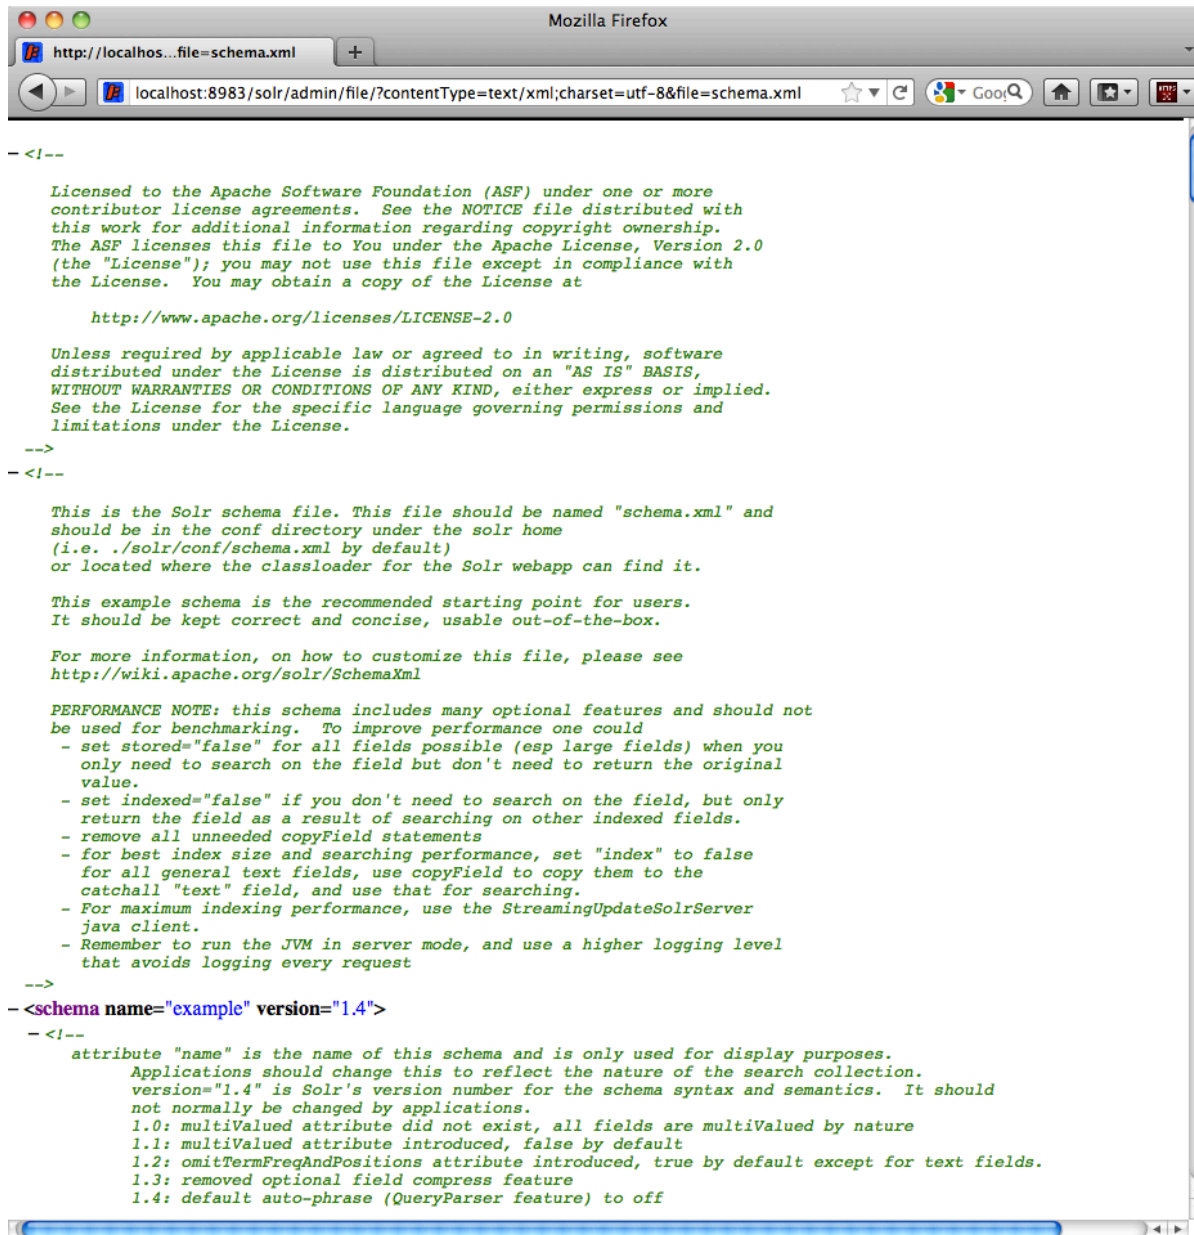 Mozilla Firefox
http://localhos...file=schema.xml
localhost:8983/solr/admin/file/?contentType=text/xml;charset=utf-8&file=schema.xml
— <!--
Licensed to the Apache Software Foundation (ASF) under one or more
contributor license agreements.  See the NOTICE file distributed with
this work for additional information regarding copyright ownership.
The ASF licenses this file to You under the Apache License, Version 2.0
(the "License"); you may not use this file except in compliance with
the License.  You may obtain a copy of the License at
http://www.apache.org/licenses/LICENSE-2.0
Unless required by applicable law or agreed to in writing, software
distributed under the License is distributed on an "AS IS" BASIS,
WITHOUT WARRANTIES OR CONDITIONS OF ANY KIND, either express or implied.
See the License for the specific language governing permissions and
limitations under the License.
-->
— <!--
This is the Solr schema file. This file should be named "schema.xml" and
should be in the conf directory under the solr home
(i.e. ./solr/conf/schema.xml by default)
or located where the classloader for the Solr webapp can find it.
This example schema is the recommended starting point for users.
It should be kept correct and concise, usable out-of-the-box.
For more information, on how to customize this file, please see
http://wiki.apache.org/solr/SchemaXml
PERFORMANCE NOTE: this schema includes many optional features and should not
be used for benchmarking.  To improve performance one could
- set stored="false" for all fields possible (esp large fields) when you
only need to search on the field but don't need to return the original
value.
- set indexed="false" if you don't need to search on the field, but only
return the field as a result of searching on other indexed fields.
- remove all unneeded copyField statements
- for best index size and searching performance, set "index" to false
for all general text fields, use copyField to copy them to the
catchall "text" field, and use that for searching.
- For maximum indexing performance, use the StreamingUpdateSolrServer
java client.
- Remember to run the JVM in server mode, and use a higher logging level
that avoids logging every request
-->
— <schema name="example" version="1.4">
— <!--
attribute "name" is the name of this schema and is only used for display purposes.
Applications should change this to reflect the nature of the search collection.
version="1.4" is Solr's version number for the schema syntax and semantics.  It should
not normally be changed by applications.
1.0: multiValued attribute did not exist, all fields are multiValued by nature
1.1: multiValued attribute introduced, false by default
1.2: omitTermFreqAndPositions attribute introduced, true by default except for text fields.
1.3: removed optional field compress feature
1.4: default auto-phrase (QueryParser feature) to off